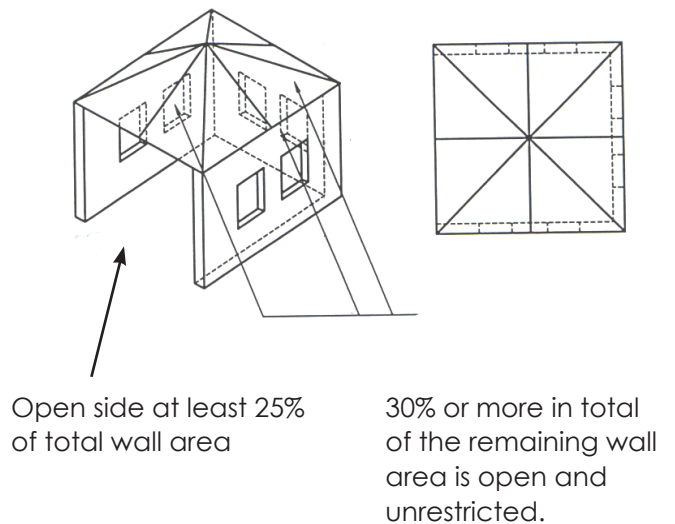 Open side at least 25%
of total wall area
30% or more in total
of the remaining wall
area is open and
unrestricted.